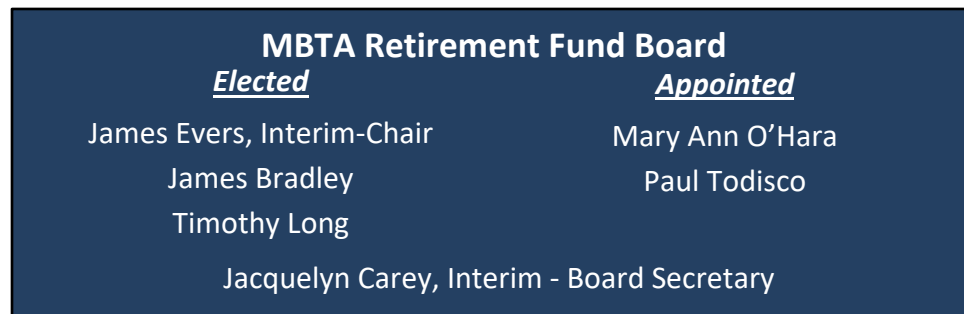 MBTA Retirement Fund Board
Elected
James Evers, Interim-Chair
James Bradley
Timothy Long
Appointed
Mary Ann O’Hara
Paul Todisco
Jacquelyn Carey, Interim - Board Secretary